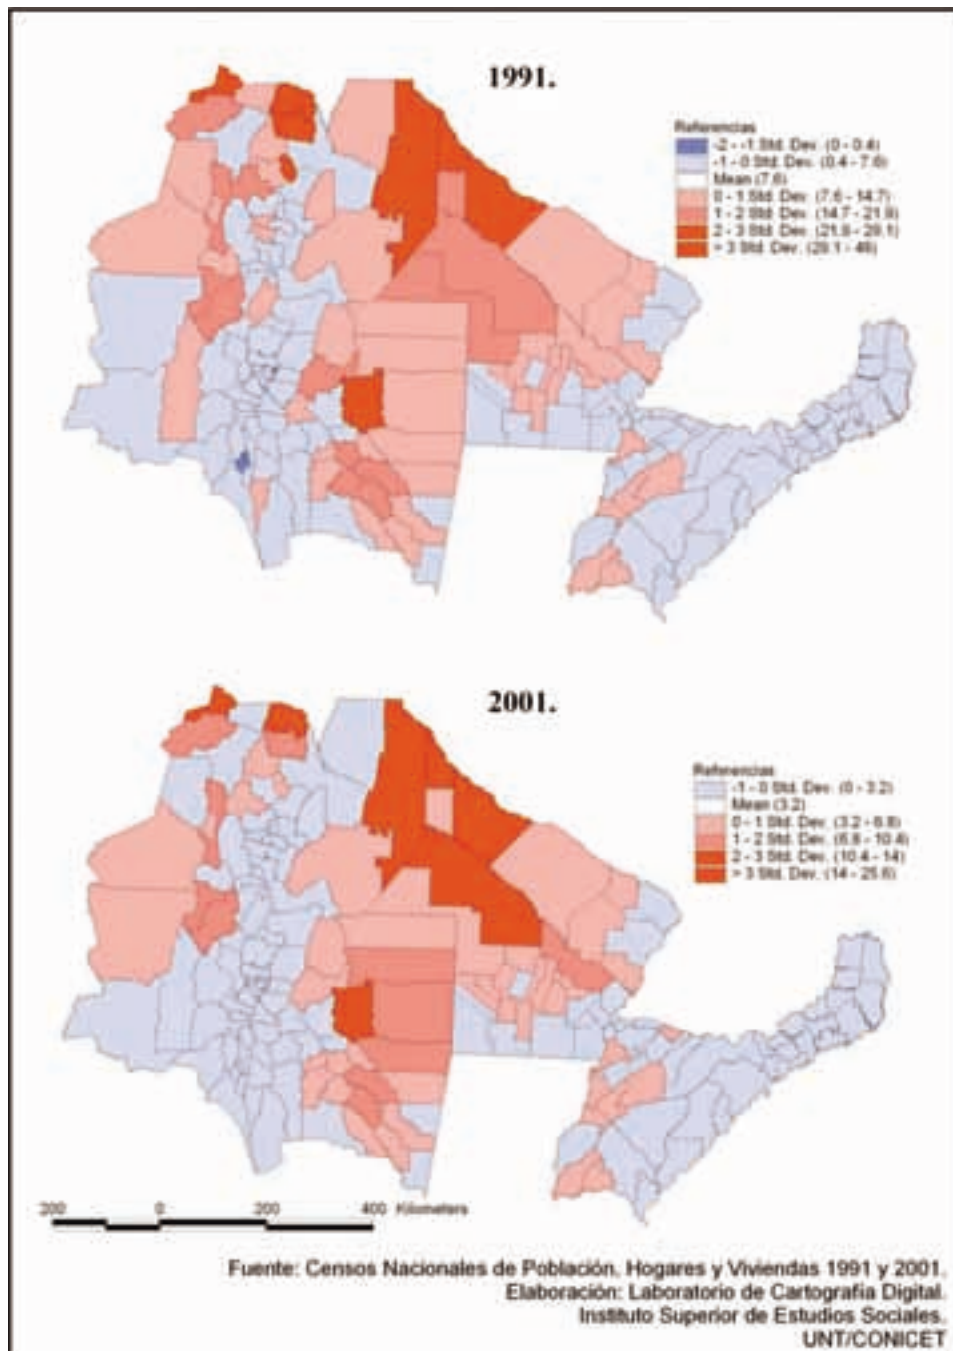 1991.
Referencias
-2 - -1 Std. Dev. (0 - 0.4)
-1 - 0 Std. Dev. (0.4 - 7.6)
Mean (7.6)
0 - 1 Std. Dev. (7.6 - 14.7)
1 - 2 Std. Dev. (14.7 - 21.9)
2 - 3 Std. Dev. (21.9 - 29.1)
> 3 Std. Dev. (29.1 - 46)
2001.
Referencias
-1 - 0 Std. Dev. (0 - 3.2)
Mean (3.2)
0 - 1 Std. Dev. (3.2 - 6.8)
1 - 2 Std. Dev. (6.8 - 10.4)
2 - 3 Std. Dev. (10.4 - 14)
> 3 Std. Dev. (14 - 25.6)
200 0 200 400 Kilometers
Fuente: Censos Nacionales de Población, Hogares y Viviendas 1991 y 2001.
Elaboración: Laboratorio de Cartografía Digital.
Instituto Superior de Estudios Sociales.
UNT/CONICET